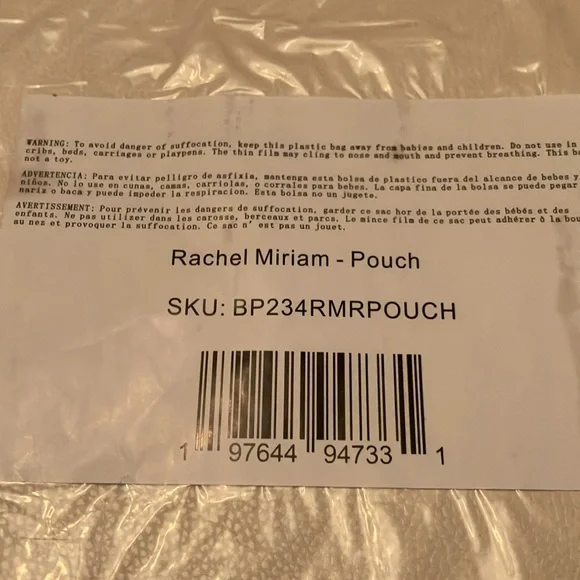 WARNING: To avoid danger of suffocation, keep this plastic bag away from babies and children. Do not use in
cribs, beds, carriages or playpens. The thin film may cling to nose and mouth and prevent breathing. This
not a toy.
ADVERTENCIA: Para evitar pelligro de asfixia, mantenga esta bolsa de plastico fuera del alcance de bebes y
niños. No lo use en cunas, camas, carriolas, o corrales para bebes. La capa fina de la bolsa se puede pegar
nariz o baca y puede impeder la respiracion. Esta bolsa no un jugete.
AVERTISSEMENT: Pour prévenir les dangers de suffocation, garder ce sac hor de la portée des bébés et des
enfants. Ne pas utilizer dans les carosse, berceaux et parcs. Le mince film de ce sac peut adhérer à la
au nez et provoquer la suffocation. Ce sac n' est pas un jouet.
Rachel Miriam - Pouch
SKU: BP234RMRPOUCH
1 97644 94733 1